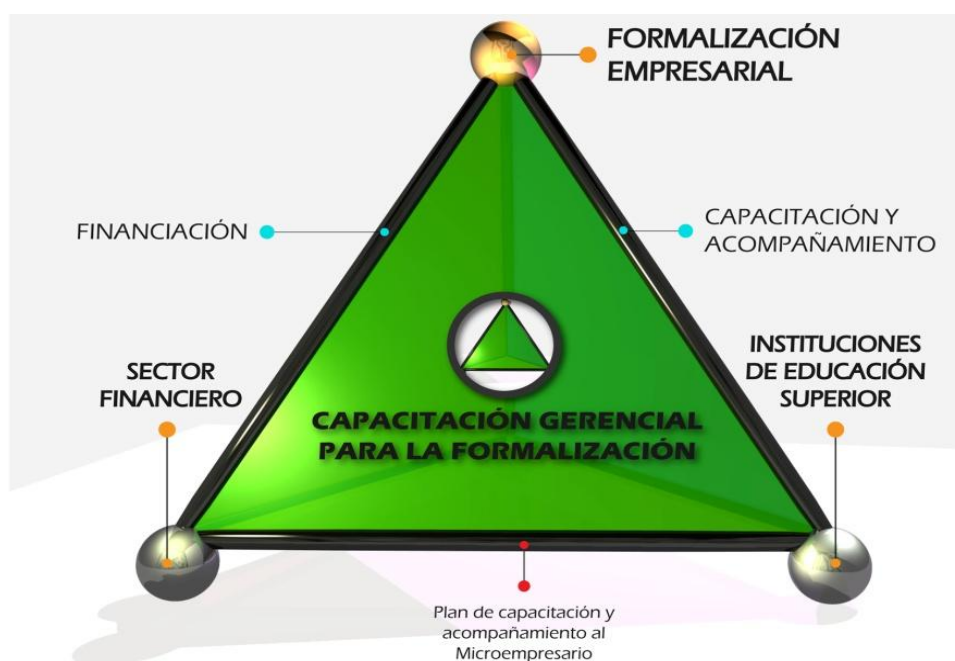 FORMALIZACIÓN
EMPRESARIAL
FINANCIACIÓN
CAPACITACIÓN Y
ACOMPAÑAMIENTO
SECTOR
FINANCIERO
INSTITUCIONES
DE EDUCACIÓN
SUPERIOR
CAPACITACIÓN GERENCIAL
PARA LA FORMALIZACIÓN
Plan de capacitación y
acompañamiento al
Microempresario